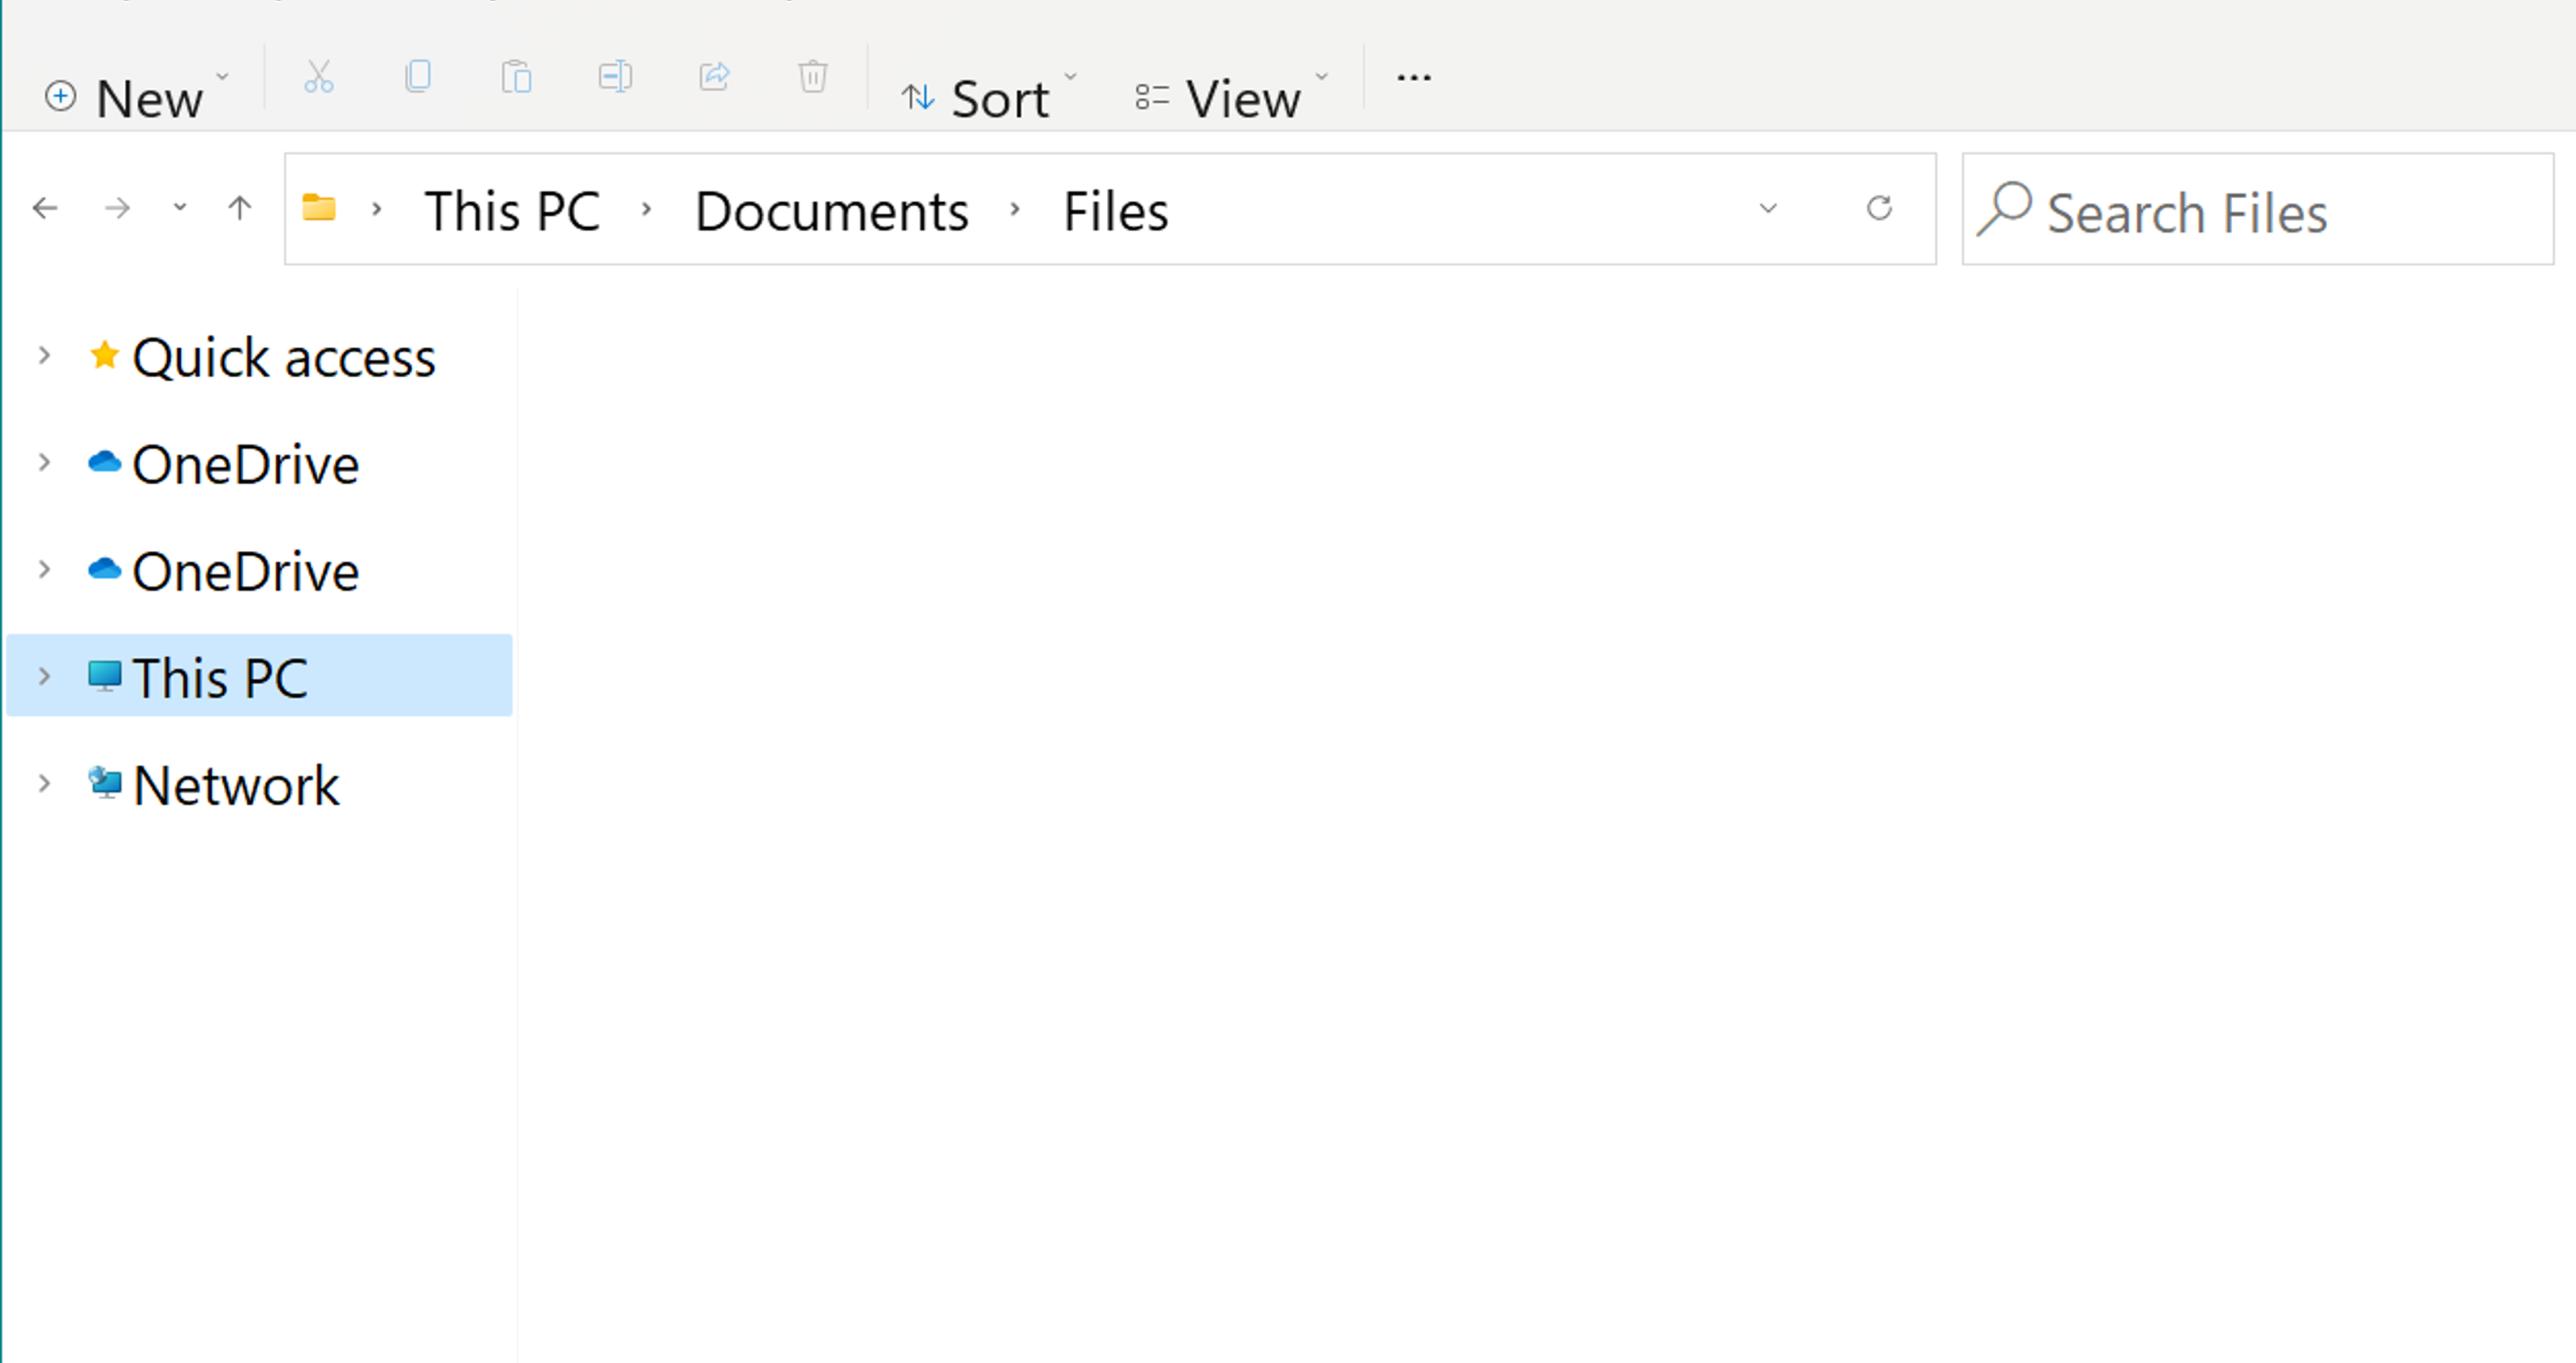 New Sort View ...
This PC Documents Files Search Files
Quick access
OneDrive
OneDrive
This PC
Network